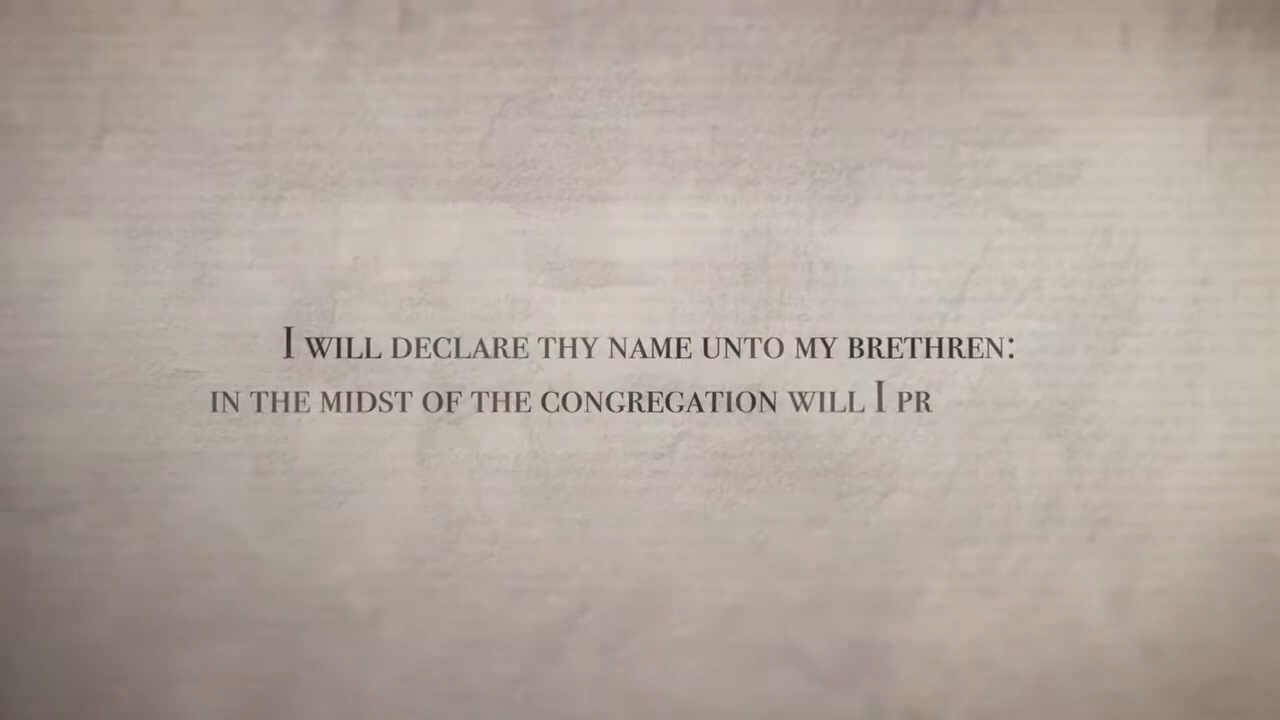 I will declare thy name unto my brethren:
in the midst of the congregation will I pr